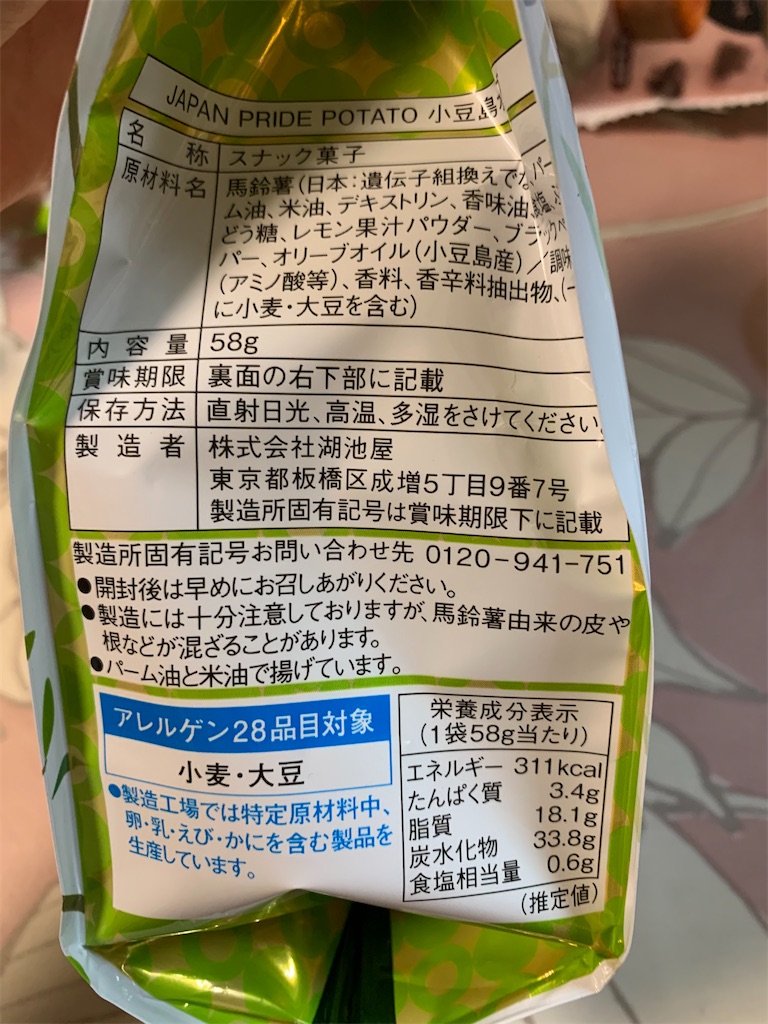 JAPAN PRIDE POTATO 小豆島
名称 スナック菓子
原材料名 馬鈴薯(日本:遺伝子組換えでな パー
ム油、米油、デキストリン、香味油、 塩、ぶ
どう糖、レモン果汁パウダー、ブラックペ
パー、オリーブオイル(小豆島産)/調味
(アミノ酸等)、香料、香辛料抽出物、(一
に小麦・大豆を含む)
内容量 58g
賞味期限 裏面の右下部に記載
保存方法 直射日光、高温、多湿をさけてください。
製造者 株式会社湖池屋
東京都板橋区成増5丁目9番7号
製造所固有記号は賞味期限下に記載
製造所固有記号お問い合わせ先 0120-941-751
●開封後は早めにお召しあがりください。
●製造には十分注意しておりますが、馬鈴薯由来の皮や
根などが混ざることがあります。
●パーム油と米油で揚げています。
アレルゲン28品目対象
小麦・大豆
●製造工場では特定原材料中、
卵・乳・えび・かにを含む製品を
生産しています。
栄養成分表示
(1袋58g当たり)
エネルギー 311kcal
たんぱく質 3.4g
脂質 18.1g
炭水化物 33.8g
食塩相当量 0.6g
(推定値)